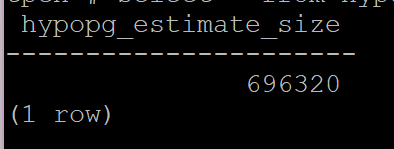 hypopg_estimate_size
----------------------
696320
(1 row)